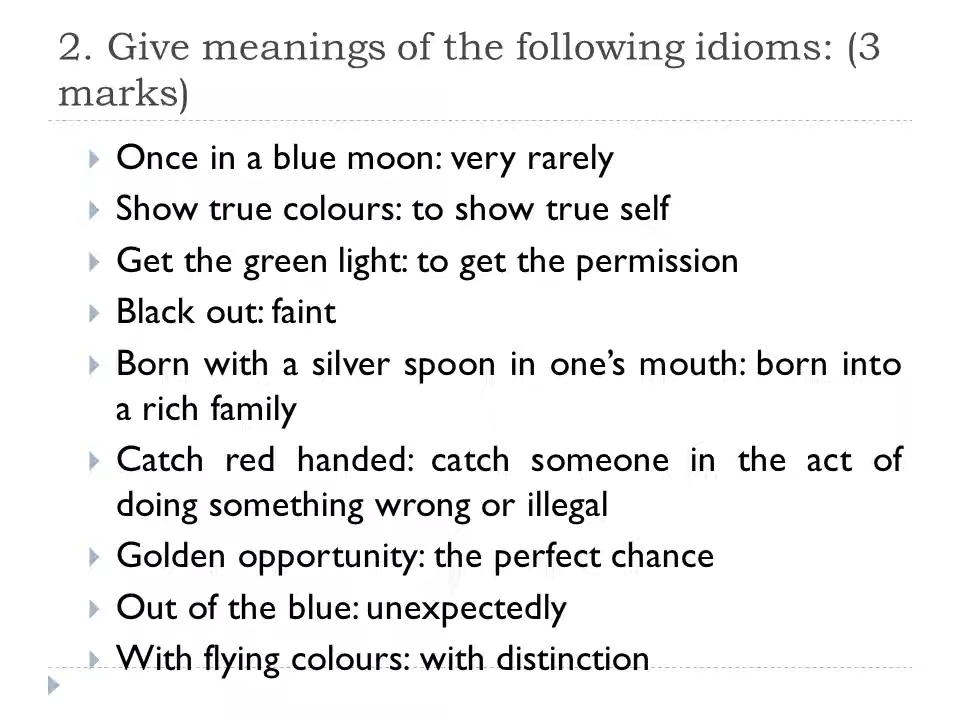 2. Give meanings of the following idioms: (3
marks)
Once in a blue moon: very rarely
Show true colours: to show true self
Get the green light: to get the permission
Black out: faint
Born with a silver spoon in one’s mouth: born into
a rich family
Catch red handed: catch someone in the act of
doing something wrong or illegal
Golden opportunity: the perfect chance
Out of the blue: unexpectedly
With flying colours: with distinction